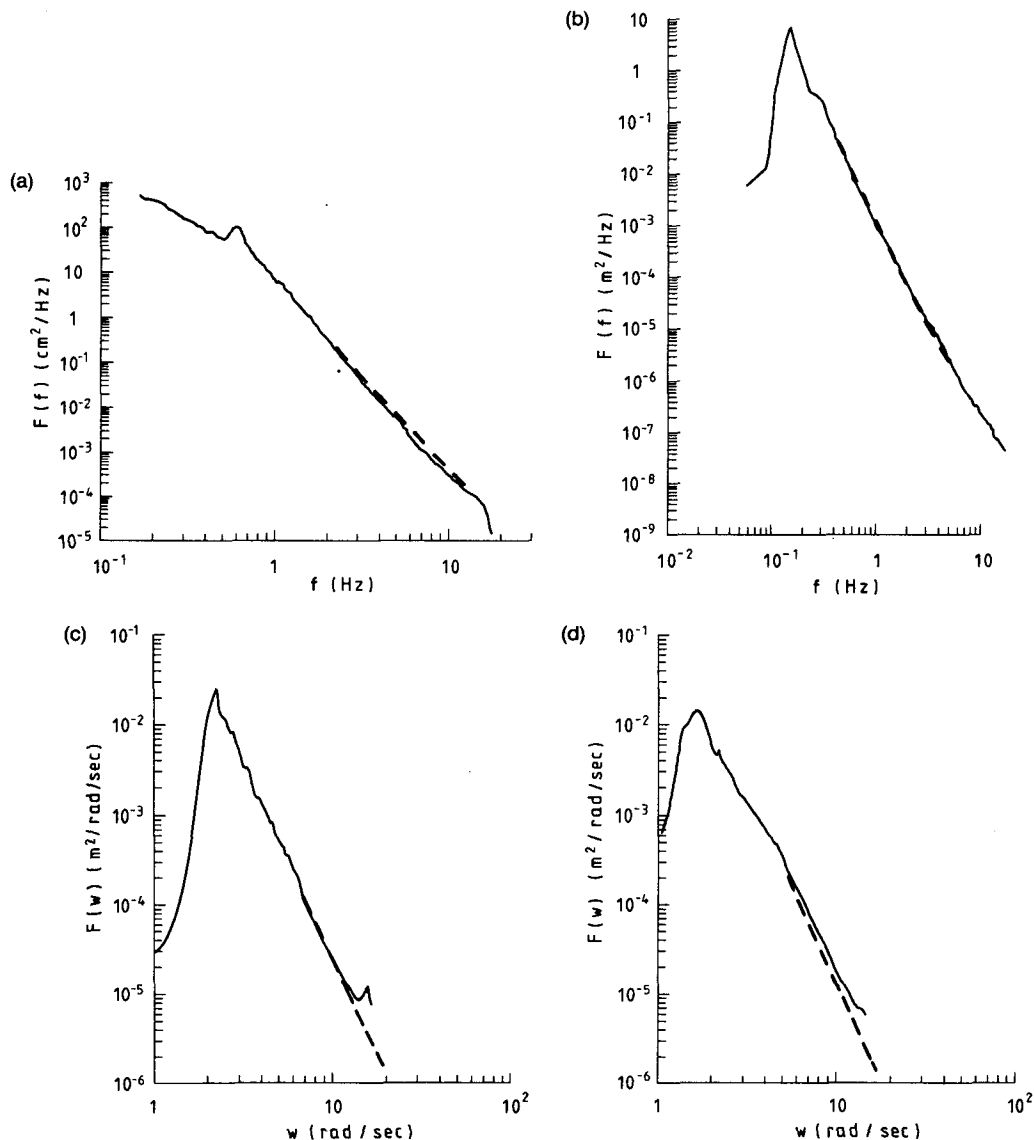 (a)
10³
10²
10
1
10⁻¹
10⁻²
10⁻³
10⁻⁴
10⁻⁵
F(f) (cm²/Hz)
10⁻¹ 1 10
f (Hz)
(b)
10
1
10⁻¹
10⁻²
10⁻³
10⁻⁴
10⁻⁵
10⁻⁶
10⁻⁷
10⁻⁸
10⁻⁹
F (f) (m²/Hz)
10⁻² 10⁻¹ 1 10
f (Hz)
(c)
10⁻¹
10⁻²
10⁻³
10⁻⁴
10⁻⁵
10⁻⁶
F(w) (m²/rad/sec)
1 10 10²
w (rad/sec)
(d)
10⁻¹
10⁻²
10⁻³
10⁻⁴
10⁻⁵
10⁻⁶
F(w) (m²/rad/sec)
1 10 10²
w (rad/sec)